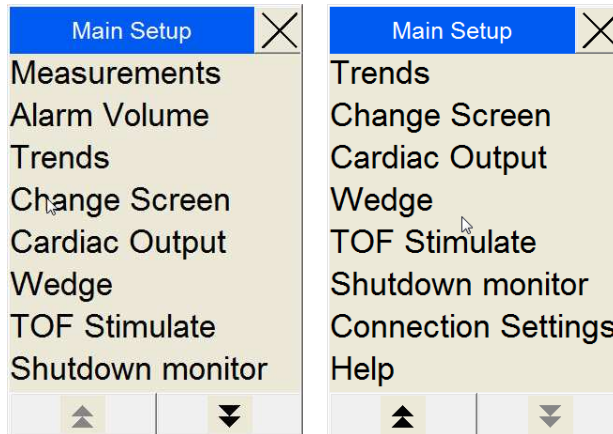 Main Setup
Measurements
Alarm Volume
Trends
Change Screen
Cardiac Output
Wedge
TOF Stimulate
Shutdown monitor
Main Setup
Trends
Change Screen
Cardiac Output
Wedge
TOF Stimulate
Shutdown monitor
Connection Settings
Help